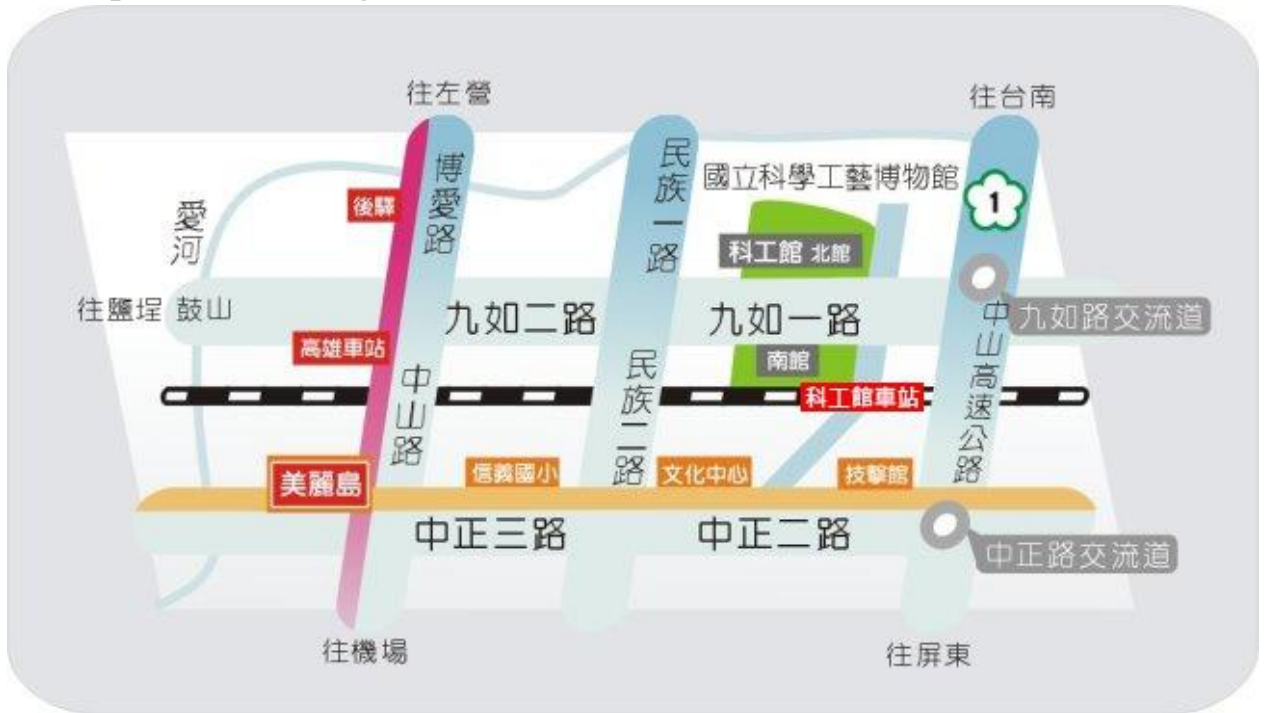 往左營
往台南
博愛路
民族一路
國立科學工藝博物館
1
後驛
愛河
科工館 北館
往鹽埕 鼓山
九如二路
九如一路
九如路交流道
高雄車站
南館
中山路
民族二路
中山高速公路
科工館車站
美麗島
信義國小
文化中心
技擊館
中正三路
中正二路
中正路交流道
往機場
往屏東